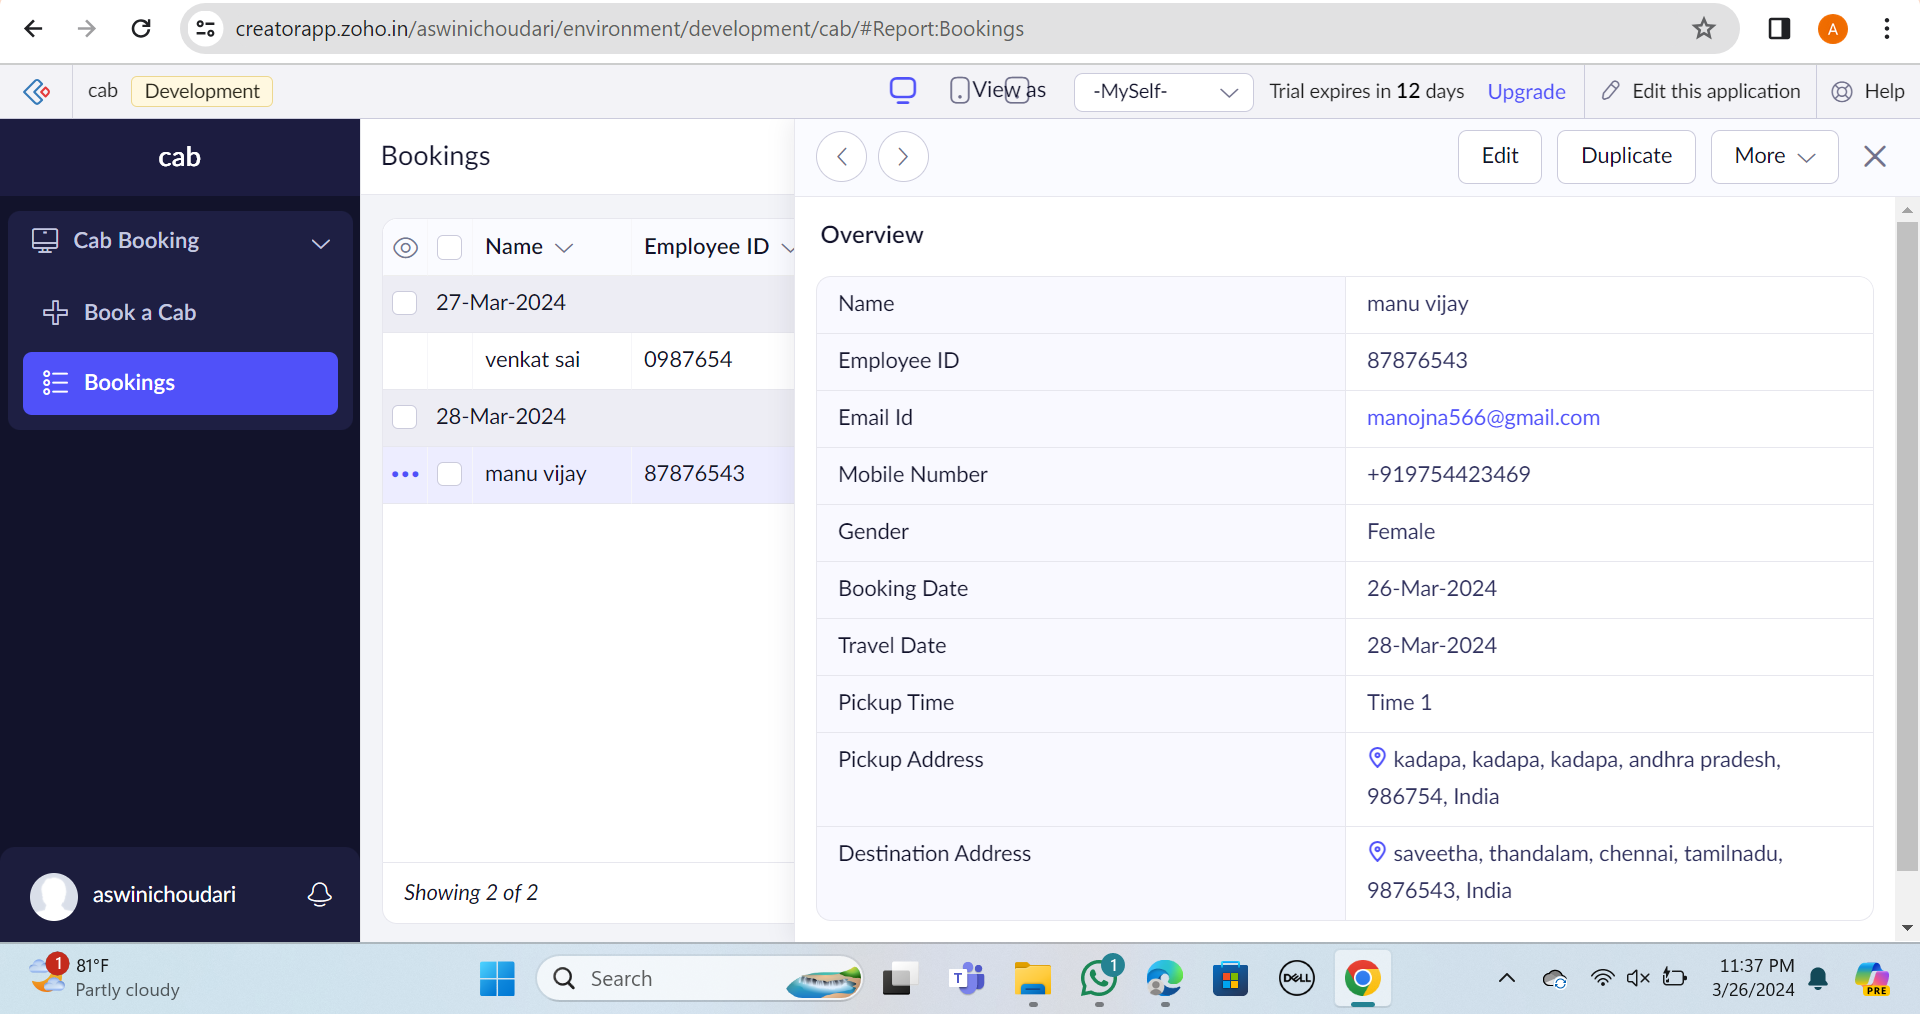 creatorapp.zoho.in/aswinichoudari/environment/development/cab/#Report:Bookings
A
cab
Development
View as
-MySelf-
Trial expires in 12 days
Upgrade
Edit this application
Help
cab
Cab Booking
Book a Cab
Bookings
aswinichoudari
Bookings
Name
Employee ID
27-Mar-2024
venkat sai 0987654
28-Mar-2024
manu vijay 87876543
Showing 2 of 2
Edit
Duplicate
More
Overview
Name manu vijay
Employee ID 87876543
Email Id manojna566@gmail.com
Mobile Number +919754423469
Gender Female
Booking Date 26-Mar-2024
Travel Date 28-Mar-2024
Pickup Time Time 1
Pickup Address kadapa, kadapa, kadapa, andhra pradesh,
986754, India
Destination Address saveetha, thandalam, chennai, tamilnadu,
9876543, India
1
81°F
Partly cloudy
Search
T
1
DELL
11:37 PM
3/26/2024
PRE